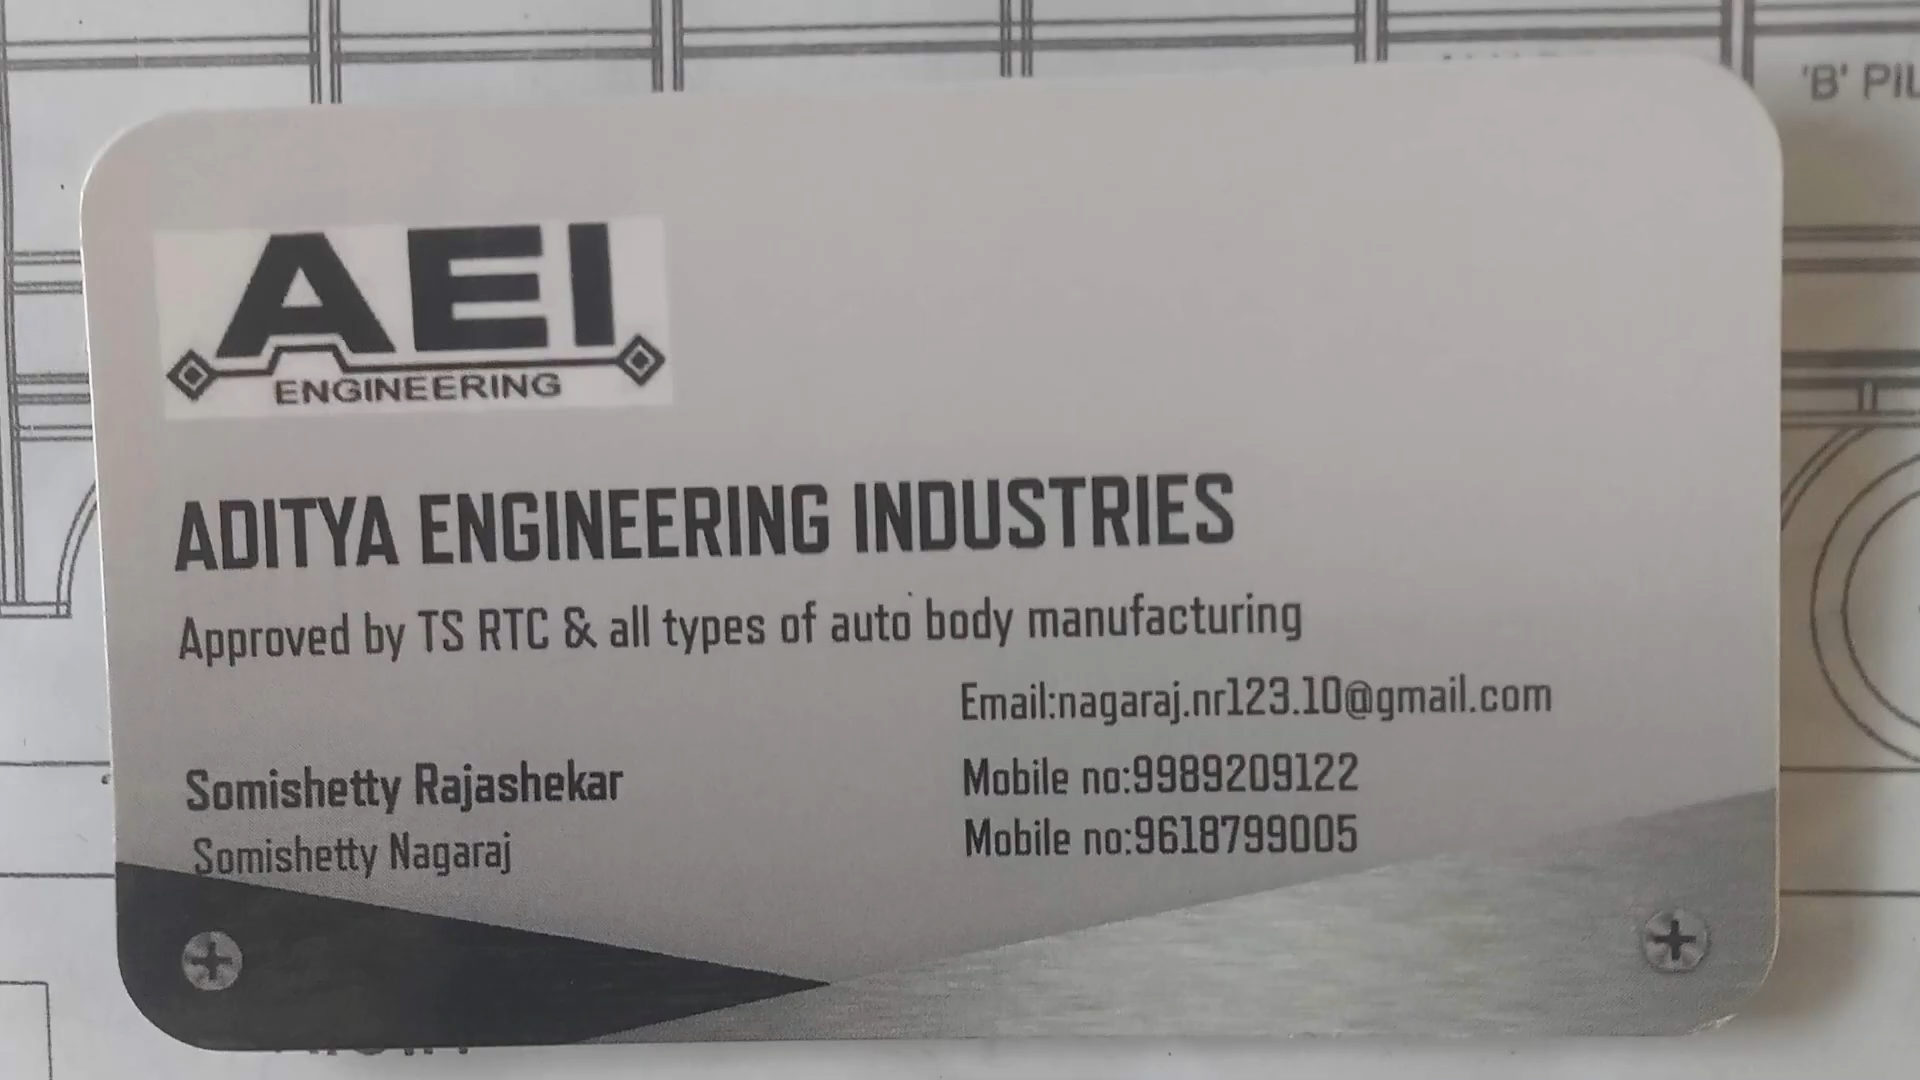 'B' PIL
AEI
ENGINEERING
ADITYA ENGINEERING INDUSTRIES
Approved by TS RTC & all types of auto body manufacturing
Email:nagaraj.nr123.10@gmail.com
Somishetty Rajashekar
Mobile no:9989209122
Somishetty Nagaraj
Mobile no:9618799005